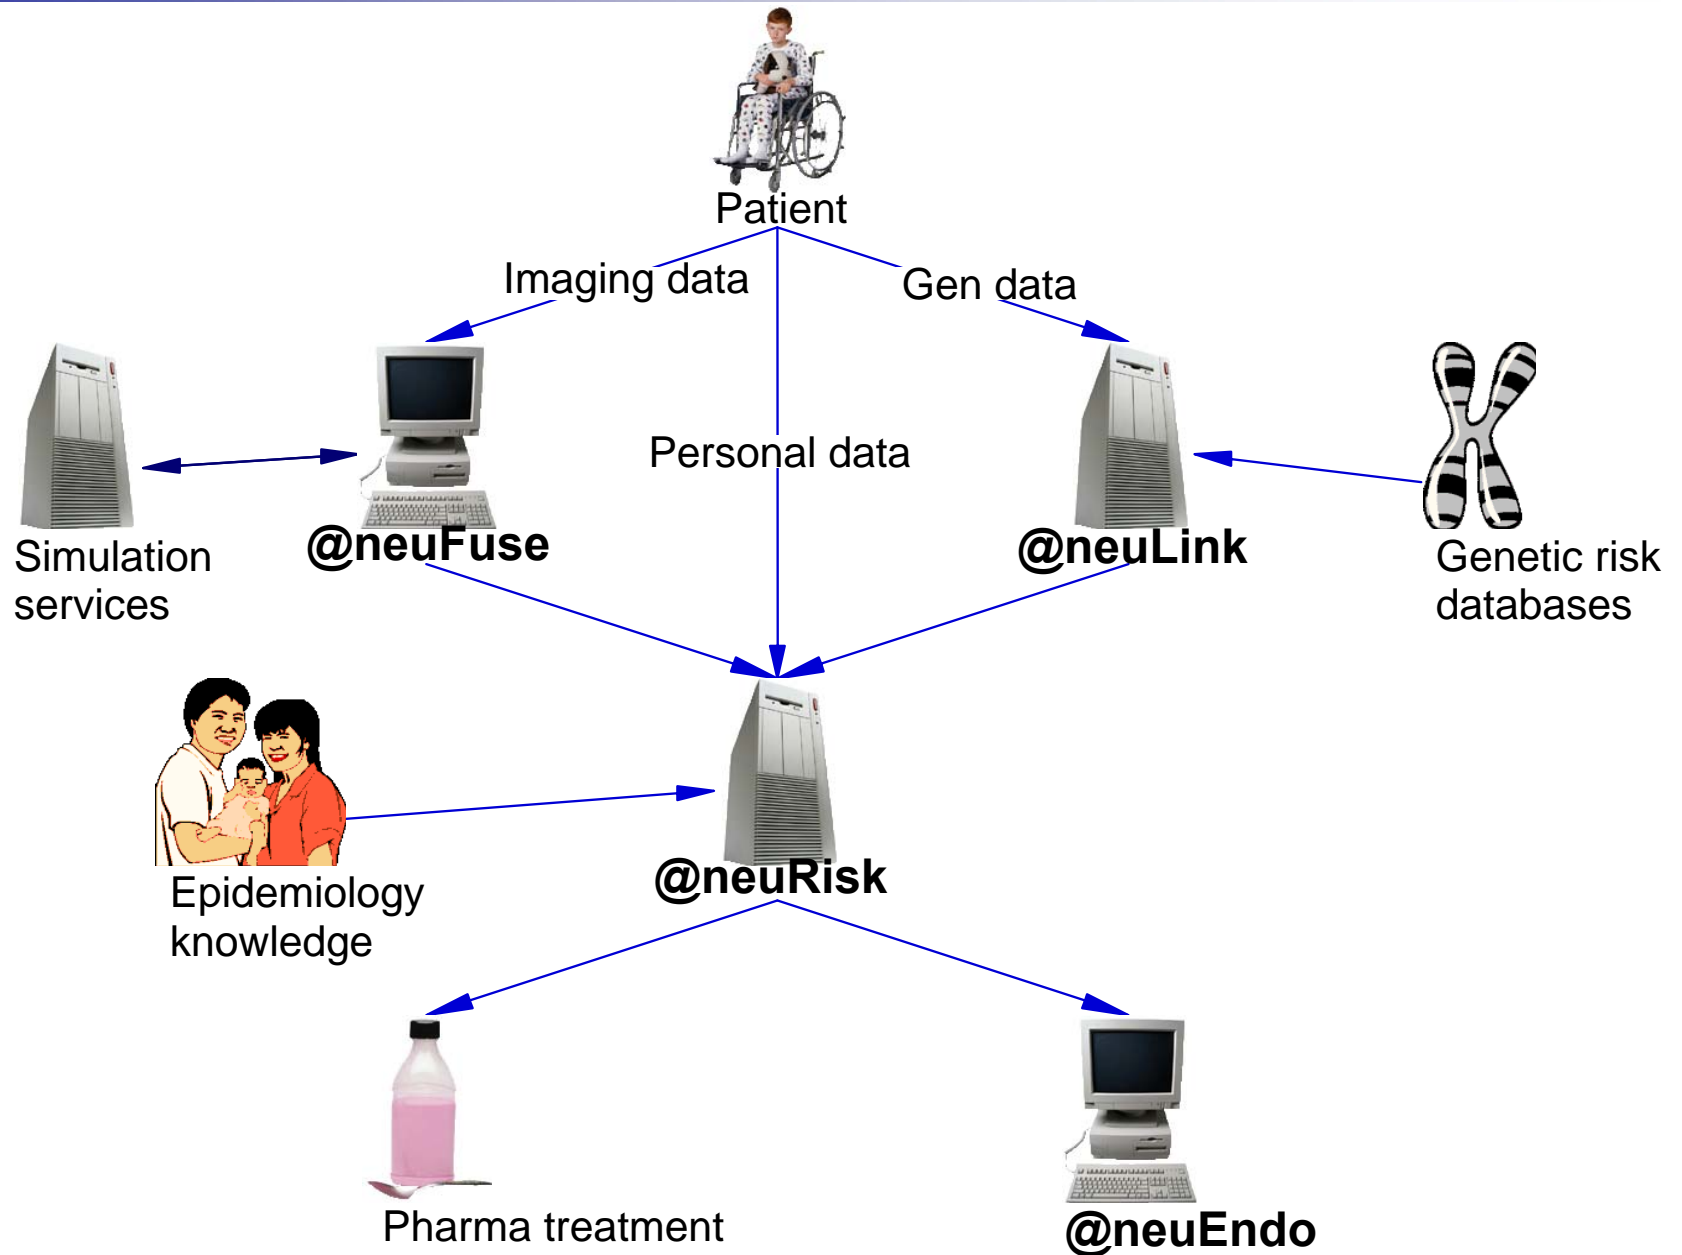 Patient
Imaging data
Gen data
Personal data
@neuFuse
@neuLink
Simulation
services
Genetic risk
databases
@neuRisk
Epidemiology
knowledge
Pharma treatment
@neuEndo